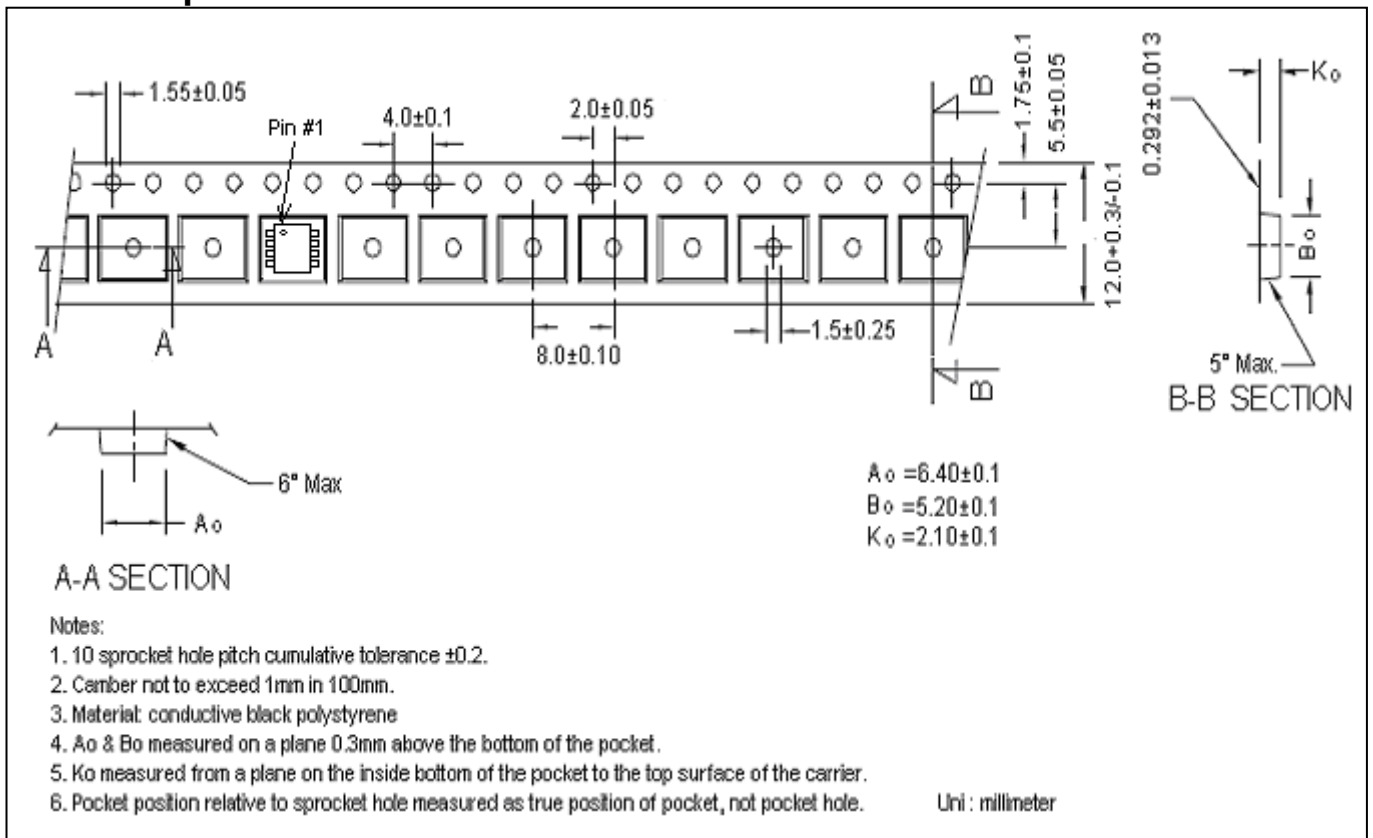 1.55±0.05
Pin #1
4.0±0.1
2.0±0.05
B
1.75±0.1
5.5±0.05
0.292±0.013
Ko
12.0+0.3/-0.1
Bo
A
A
8.0±0.10
1.5±0.25
B
5° Max.
B-B SECTION
6° Max
Ao
A-A SECTION
Ao =6.40±0.1
Bo =5.20±0.1
Ko =2.10±0.1
Notes:
1. 10 sprocket hole pitch cumulative tolerance ±0.2.
2. Camber not to exceed 1mm in 100mm.
3. Material: conductive black polystyrene
4. Ao & Bo measured on a plane 0.3mm above the bottom of the pocket.
5. Ko measured from a plane on the inside bottom of the pocket to the top surface of the carrier.
6. Pocket position relative to sprocket hole measured as true position of pocket, not pocket hole.
Uni : millimeter